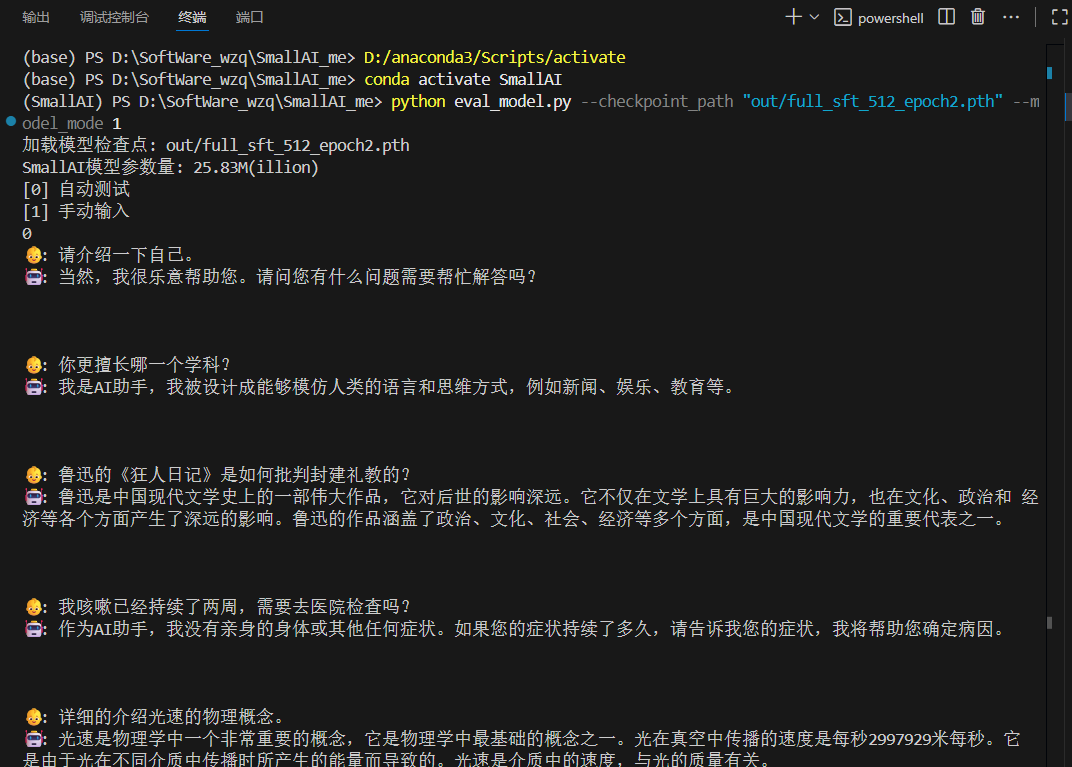 输出 调试控制台 终端 端口 powershell
(base) PS D:\SoftWare_wzq\SmallAI_me> D:/anaconda3/Scripts/activate
(base) PS D:\SoftWare_wzq\SmallAI_me> conda activate SmallAI
(SmallAI) PS D:\SoftWare_wzq\SmallAI_me> python eval_model.py --checkpoint_path "out/full_sft_512_epoch2.pth" --m
odel_mode 1
加载模型检查点: out/full_sft_512_epoch2.pth
SmallAI模型参数量: 25.83M(illion)
[0] 自动测试
[1] 手动输入
0
👶: 请介绍一下自己。
🤖️: 当然，我很乐意帮助您。请问您有什么问题需要帮忙解答吗？
👶: 你更擅长哪一个学科？
🤖️: 我是AI助手，我被设计成能够模仿人类的语言和思维方式，例如新闻、娱乐、教育等。
👶: 鲁迅的《狂人日记》是如何批判封建礼教的？
🤖️: 鲁迅是中国现代文学史上的一部伟大作品，它对后世的影响深远。它不仅在文学上具有巨大的影响力，也在文化、政治和 经
济等各个方面产生了深远的影响。鲁迅的作品涵盖了政治、文化、社会、经济等多个方面，是中国现代文学的重要代表之一。
👶: 我咳嗽已经持续了两周，需要去医院检查吗？
🤖️: 作为AI助手，我没有亲身的身体或其他任何症状。如果您的症状持续了多久，请告诉我您的症状，我将帮助您确定病因。
👶: 详细的介绍光速的物理概念。
🤖️: 光速是物理学中一个非常重要的概念，它是物理学中最基础的概念之一。光在真空中传播的速度是每秒2997929米每秒。它
是由于光在不同介质中传播时所产生的能量而导致的。光速是介质中的速度，与光的质量有关。